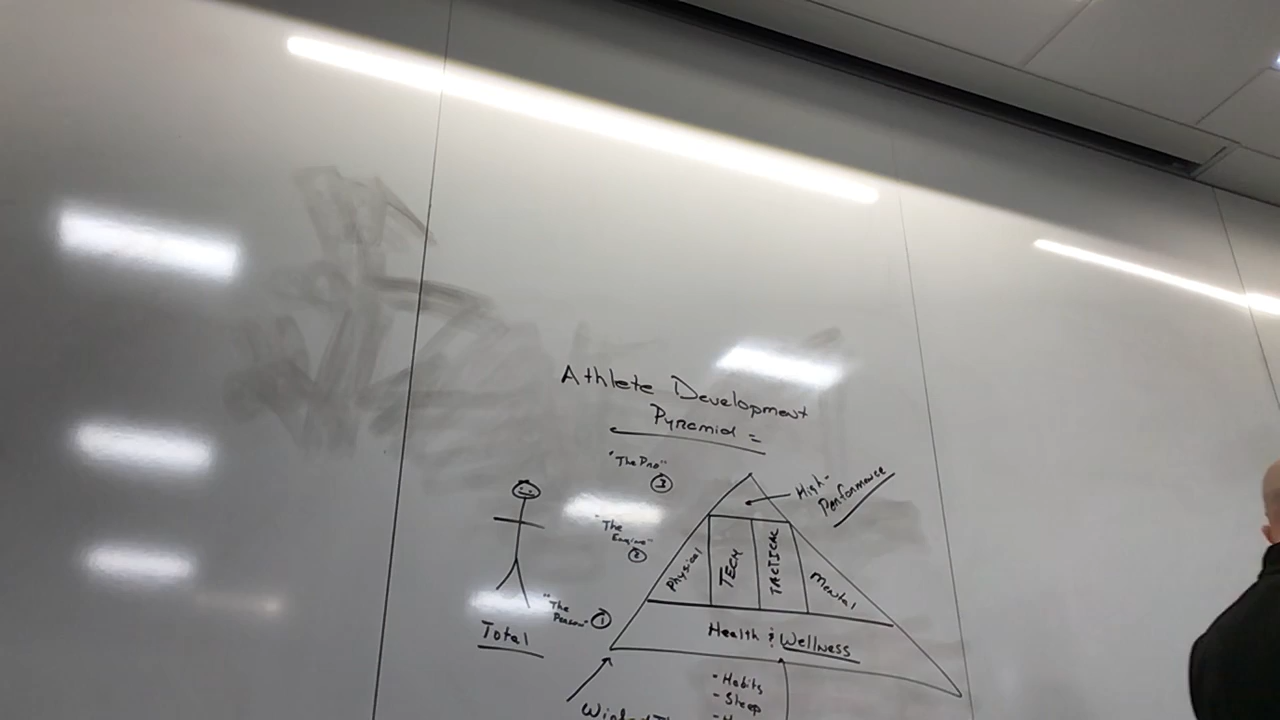 Athlete Development
Pyramid =
"The Pro"
③
High-
Performance
"The
Engine"
②
Physical
TECH
TACTICAL
Mental
"The
Person" ①
Total
Health & Wellness
- Habits
- Sleep